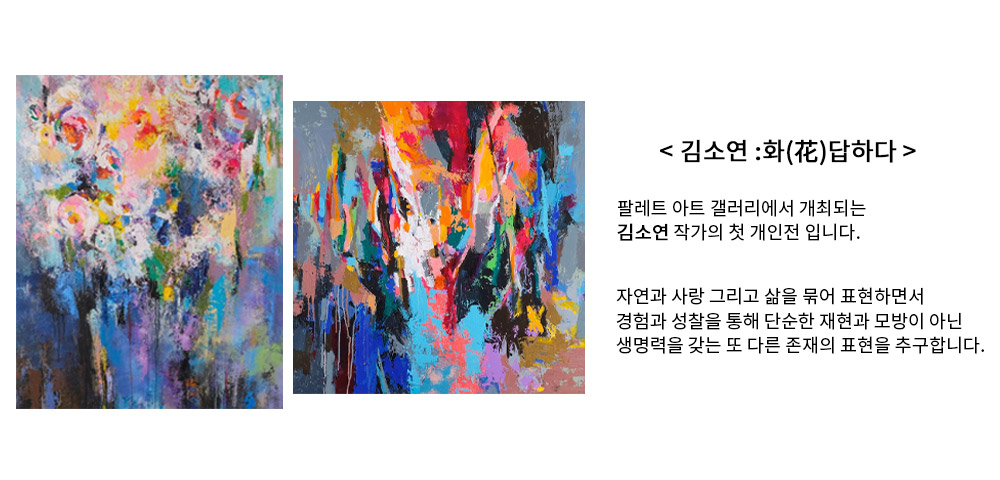 < 김소연 :화(花)답하다 >
팔레트 아트 갤러리에서 개최되는
김소연 작가의 첫 개인전 입니다.
자연과 사랑 그리고 삶을 묶어 표현하면서
경험과 성찰을 통해 단순한 재현과 모방이 아닌
생명력을 갖는 또 다른 존재의 표현을 추구합니다.